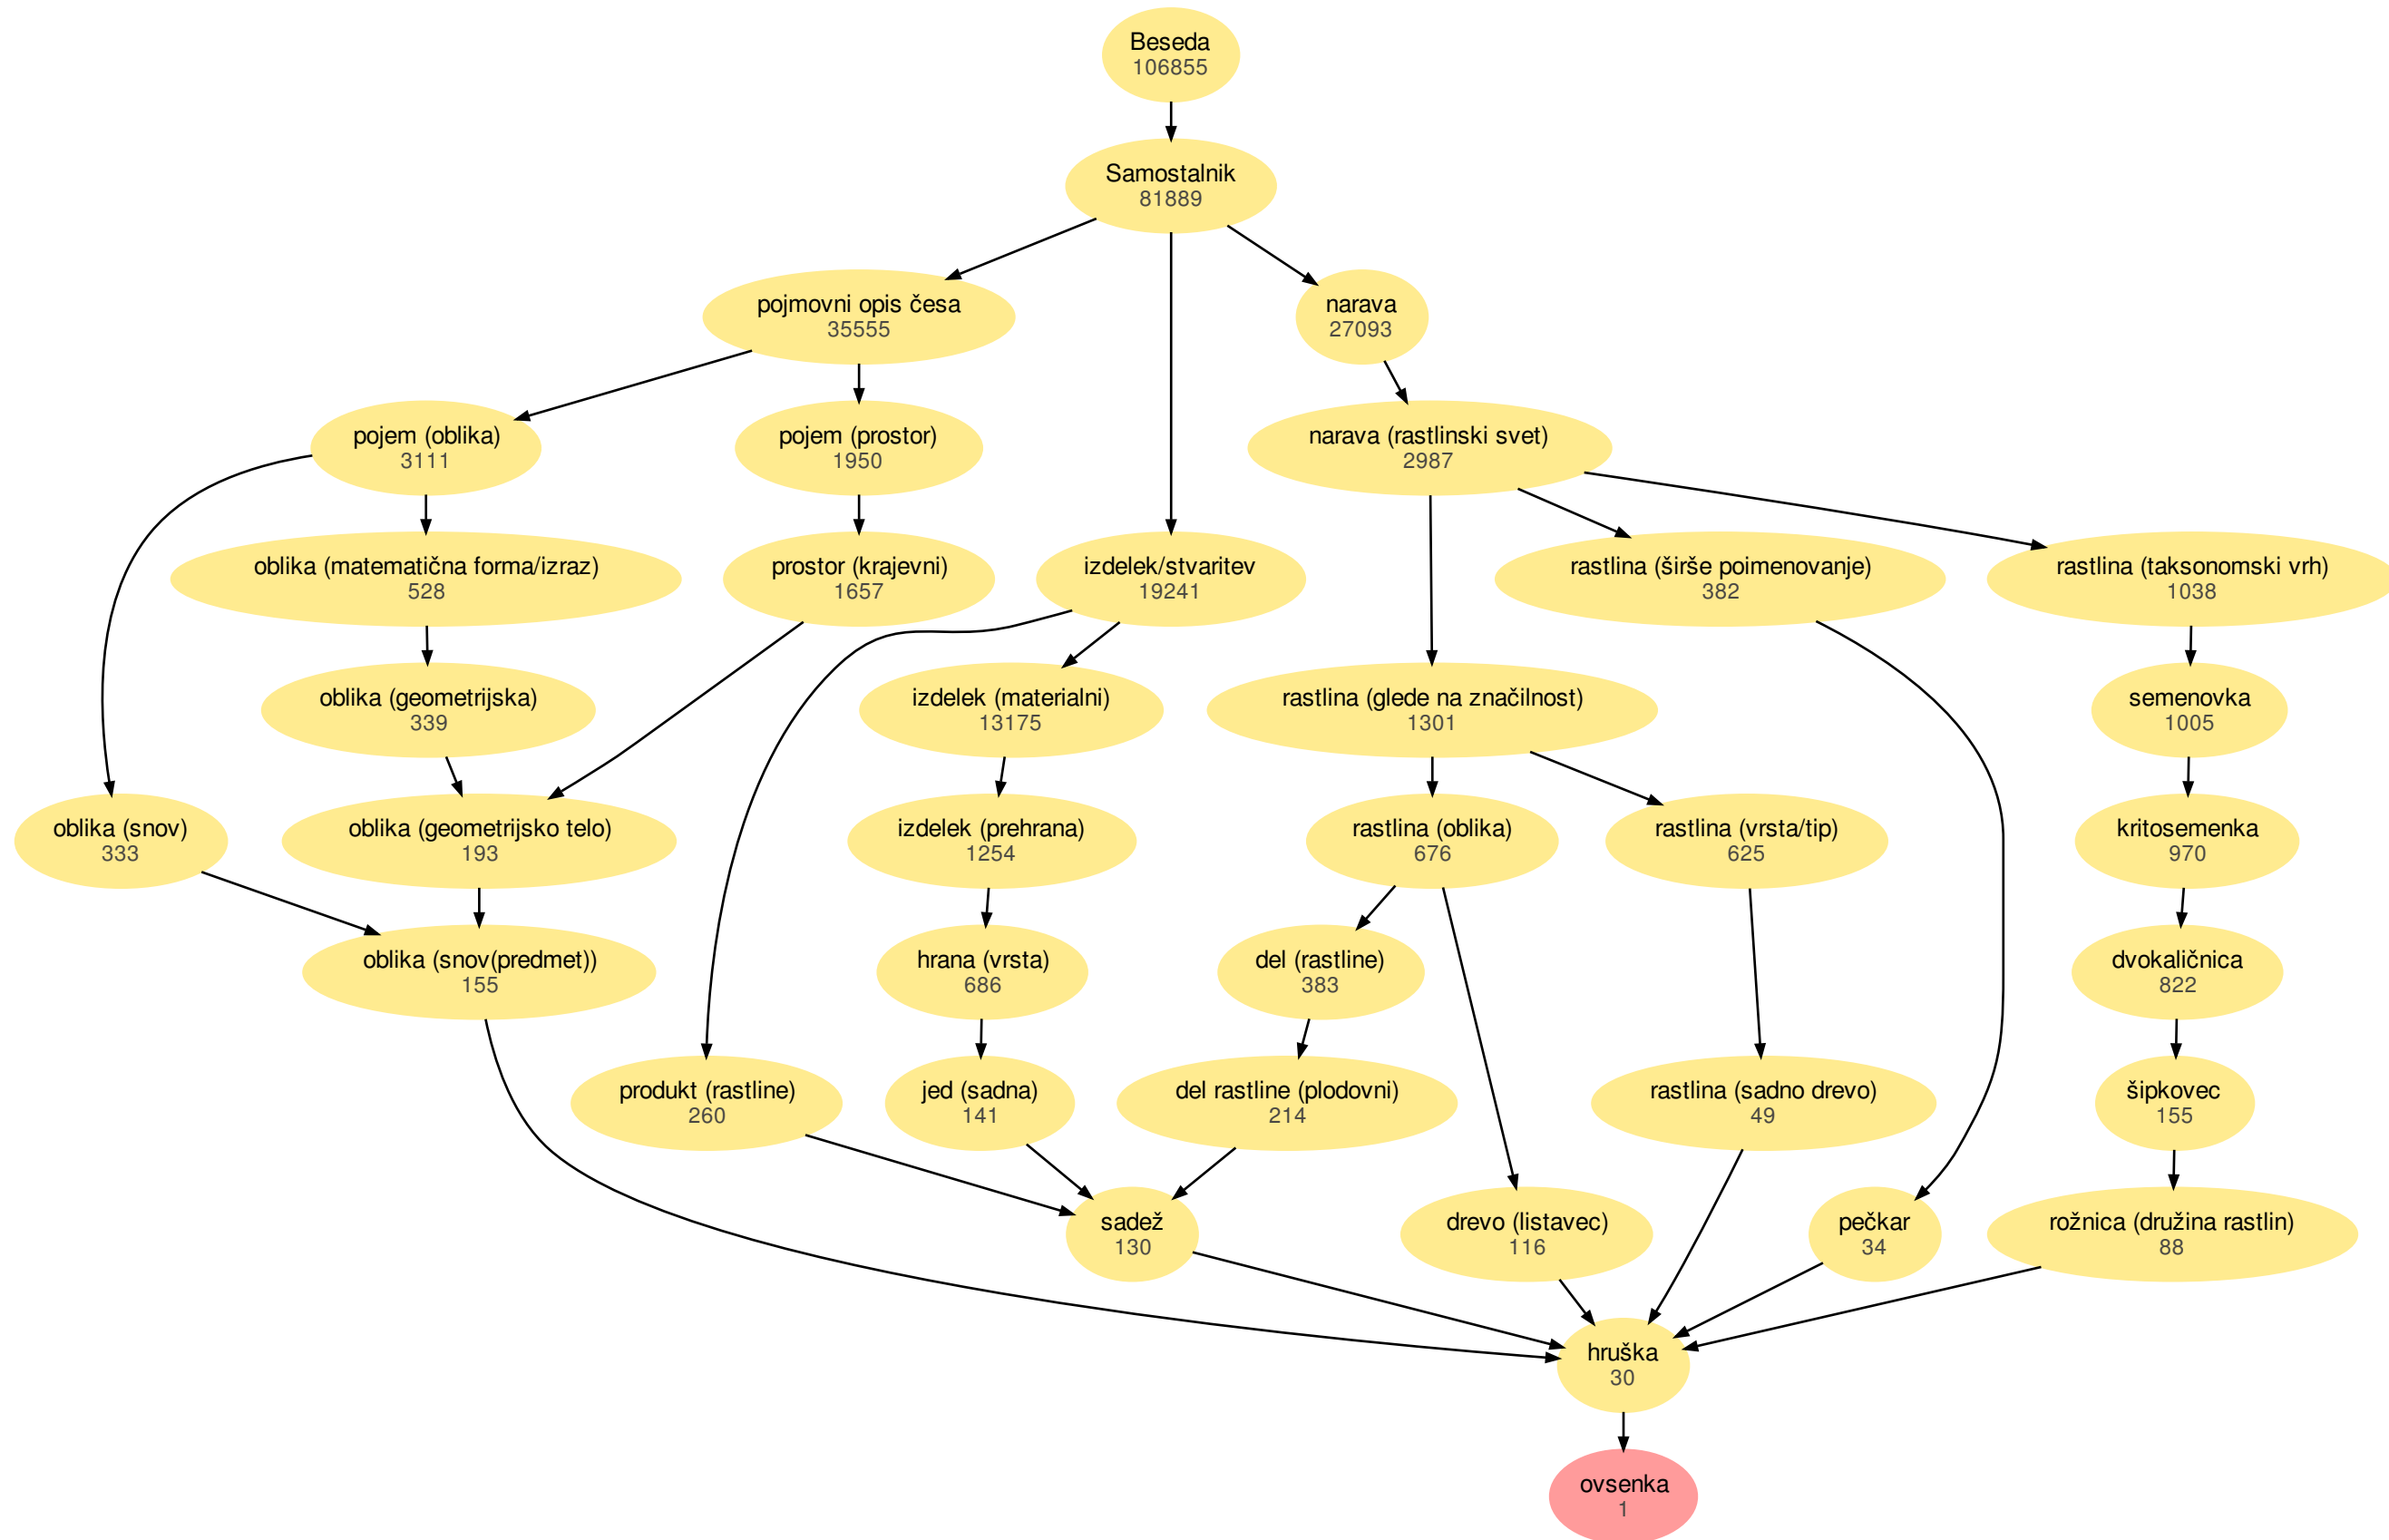 Beseda
106855
Samostalnik
81889
pojmovni opis česa
35555
narava
27093
pojem (oblika)
3111
pojem (prostor)
1950
narava (rastlinski svet)
2987
oblika (matematična forma/izraz)
528
prostor (krajevni)
1657
izdelek/stvaritev
19241
rastlina (širše poimenovanje)
382
rastlina (taksonomski vrh)
1038
oblika (geometrijska)
339
izdelek (materialni)
13175
rastlina (glede na značilnost)
1301
semenovka
1005
oblika (snov)
333
oblika (geometrijsko telo)
193
izdelek (prehrana)
1254
rastlina (oblika)
676
rastlina (vrsta/tip)
625
kritosemenka
970
oblika (snov(predmet))
155
hrana (vrsta)
686
del (rastline)
383
dvokaličnica
822
produkt (rastline)
260
jed (sadna)
141
del rastline (plodovni)
214
rastlina (sadno drevo)
49
šipkovec
155
sadež
130
drevo (listavec)
116
pečkar
34
rožnica (družina rastlin)
88
hruška
30
ovsenka
1